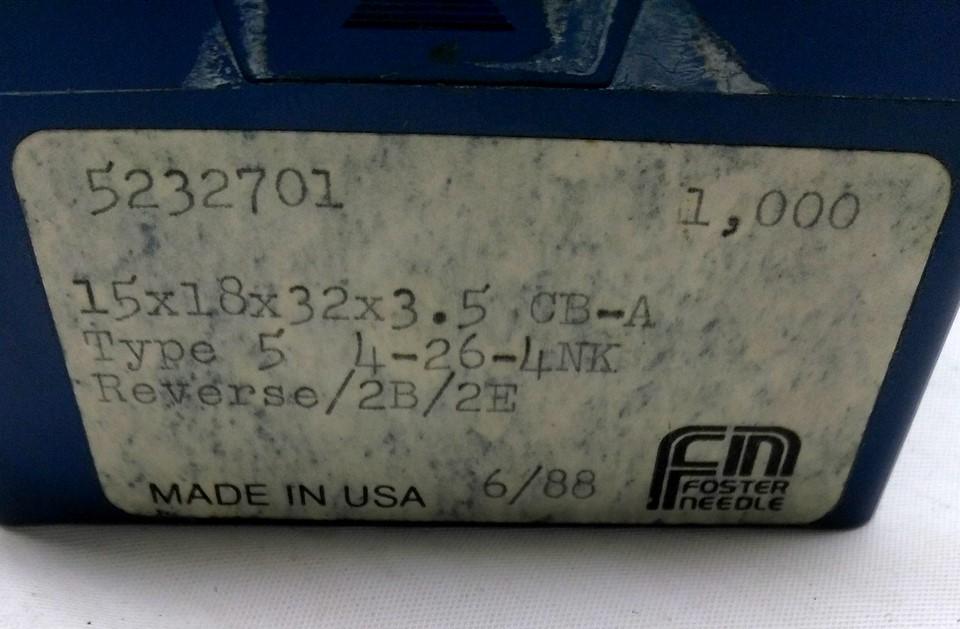 5232701 1,000
15x18x32x3.5 CB-A
Type 5 4-26-4NK
Reverse/2B/2E
MADE IN USA 6/88
FN
FOSTER
NEEDLE